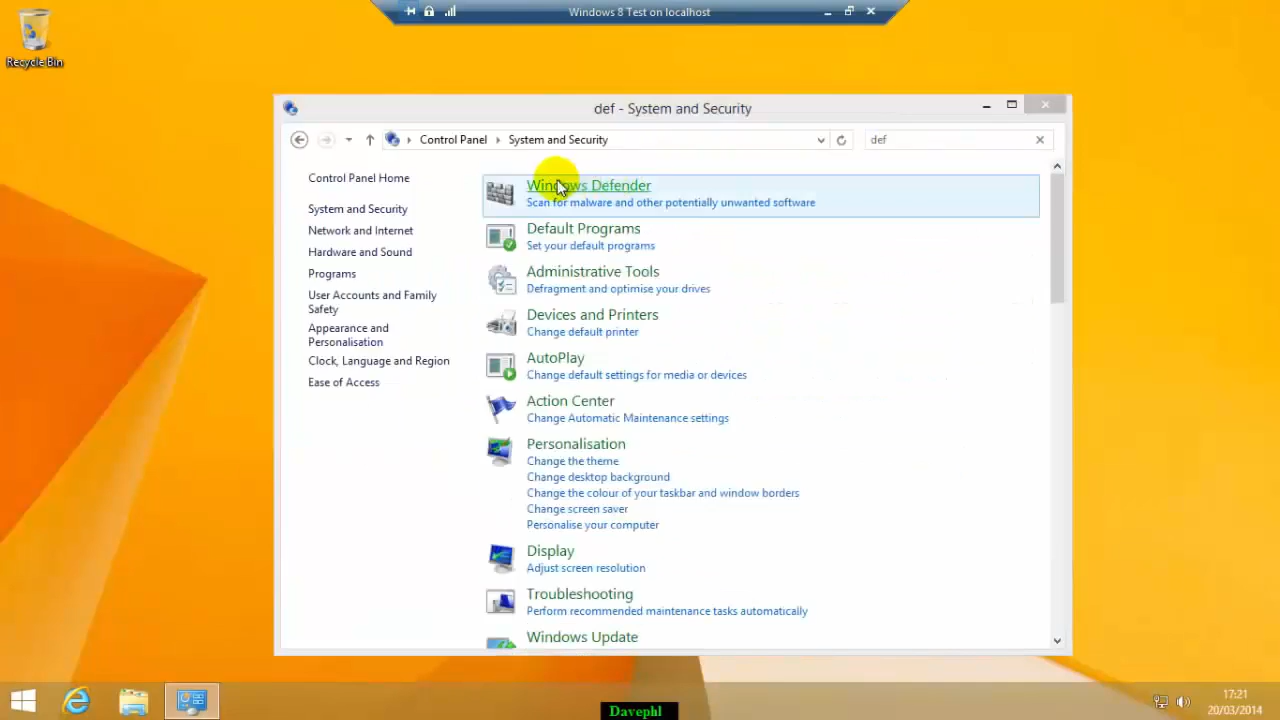 Windows 8 Test on localhost
Recycle Bin
def - System and Security
Control Panel
System and Security
def
Control Panel Home
System and Security
Network and Internet
Hardware and Sound
Programs
User Accounts and Family
Safety
Appearance and
Personalisation
Clock, Language and Region
Ease of Access
Windows Defender
Scan for malware and other potentially unwanted software
Default Programs
Set your default programs
Administrative Tools
Defragment and optimise your drives
Devices and Printers
Change default printer
AutoPlay
Change default settings for media or devices
Action Center
Change Automatic Maintenance settings
Personalisation
Change the theme
Change desktop background
Change the colour of your taskbar and window borders
Change screen saver
Personalise your computer
Display
Adjust screen resolution
Troubleshooting
Perform recommended maintenance tasks automatically
Windows Update
17:21
20/03/2014
Davephl